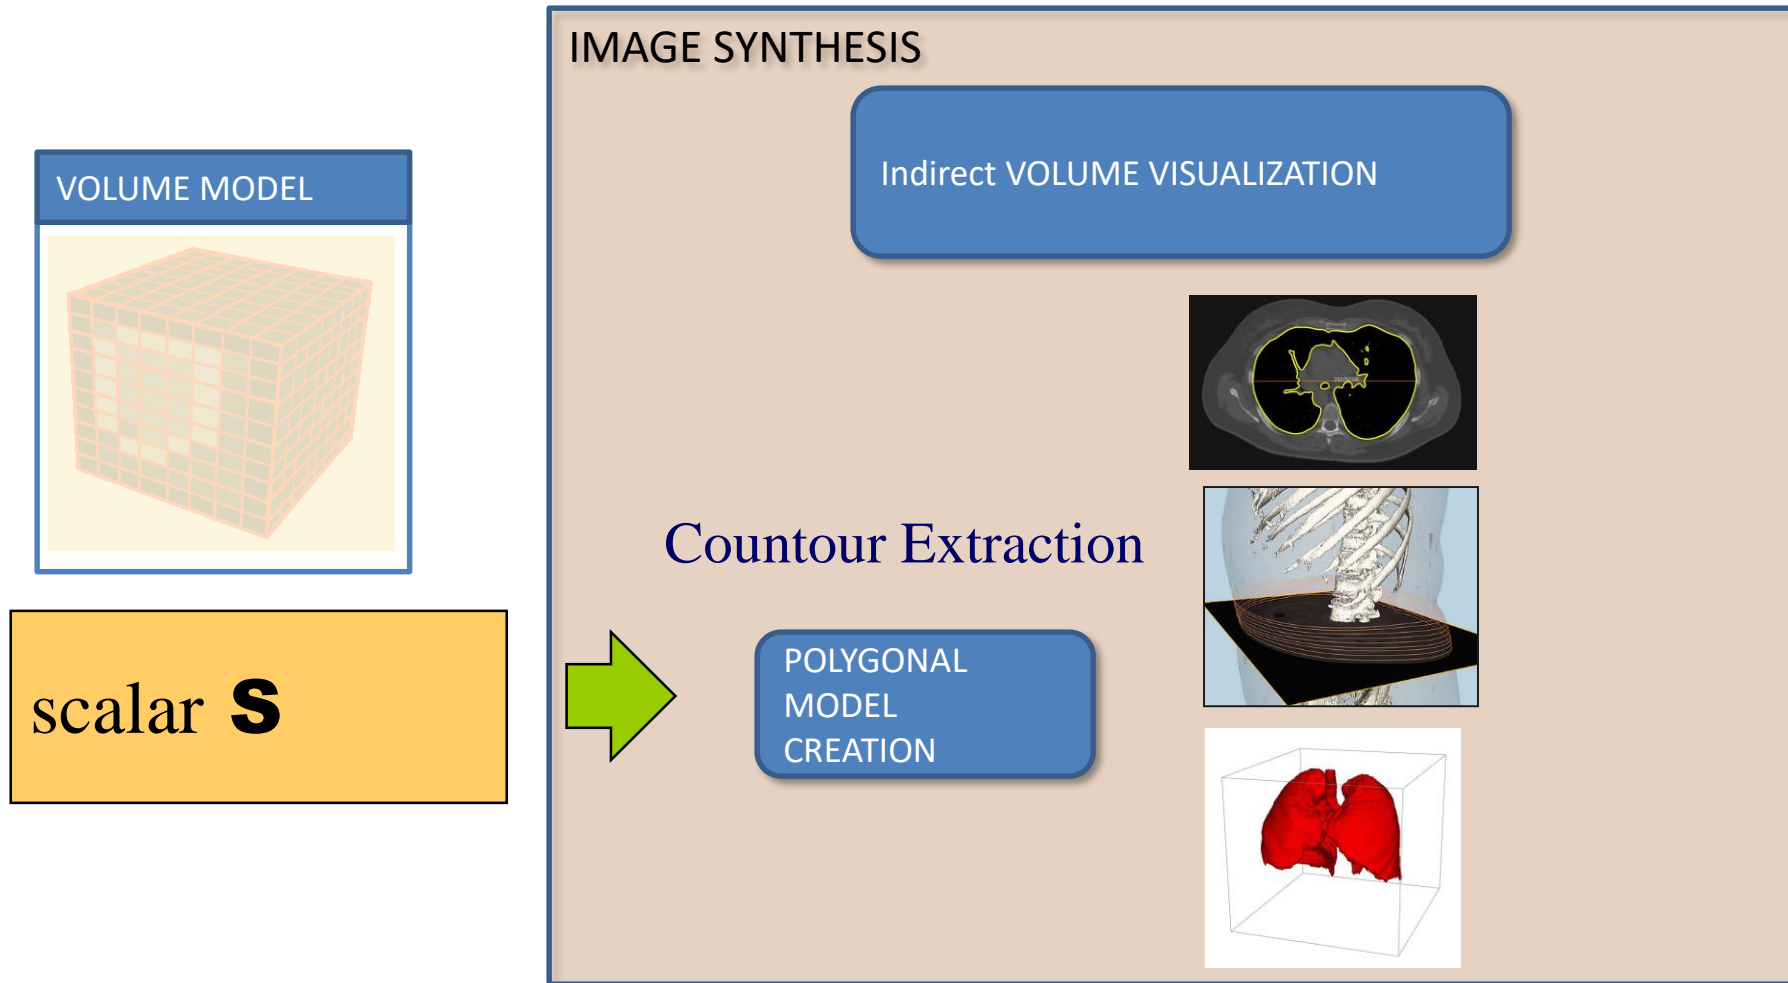 IMAGE SYNTHESIS
Indirect VOLUME VISUALIZATION
VOLUME MODEL
Countour Extraction
scalar S
POLYGONAL
MODEL
CREATION